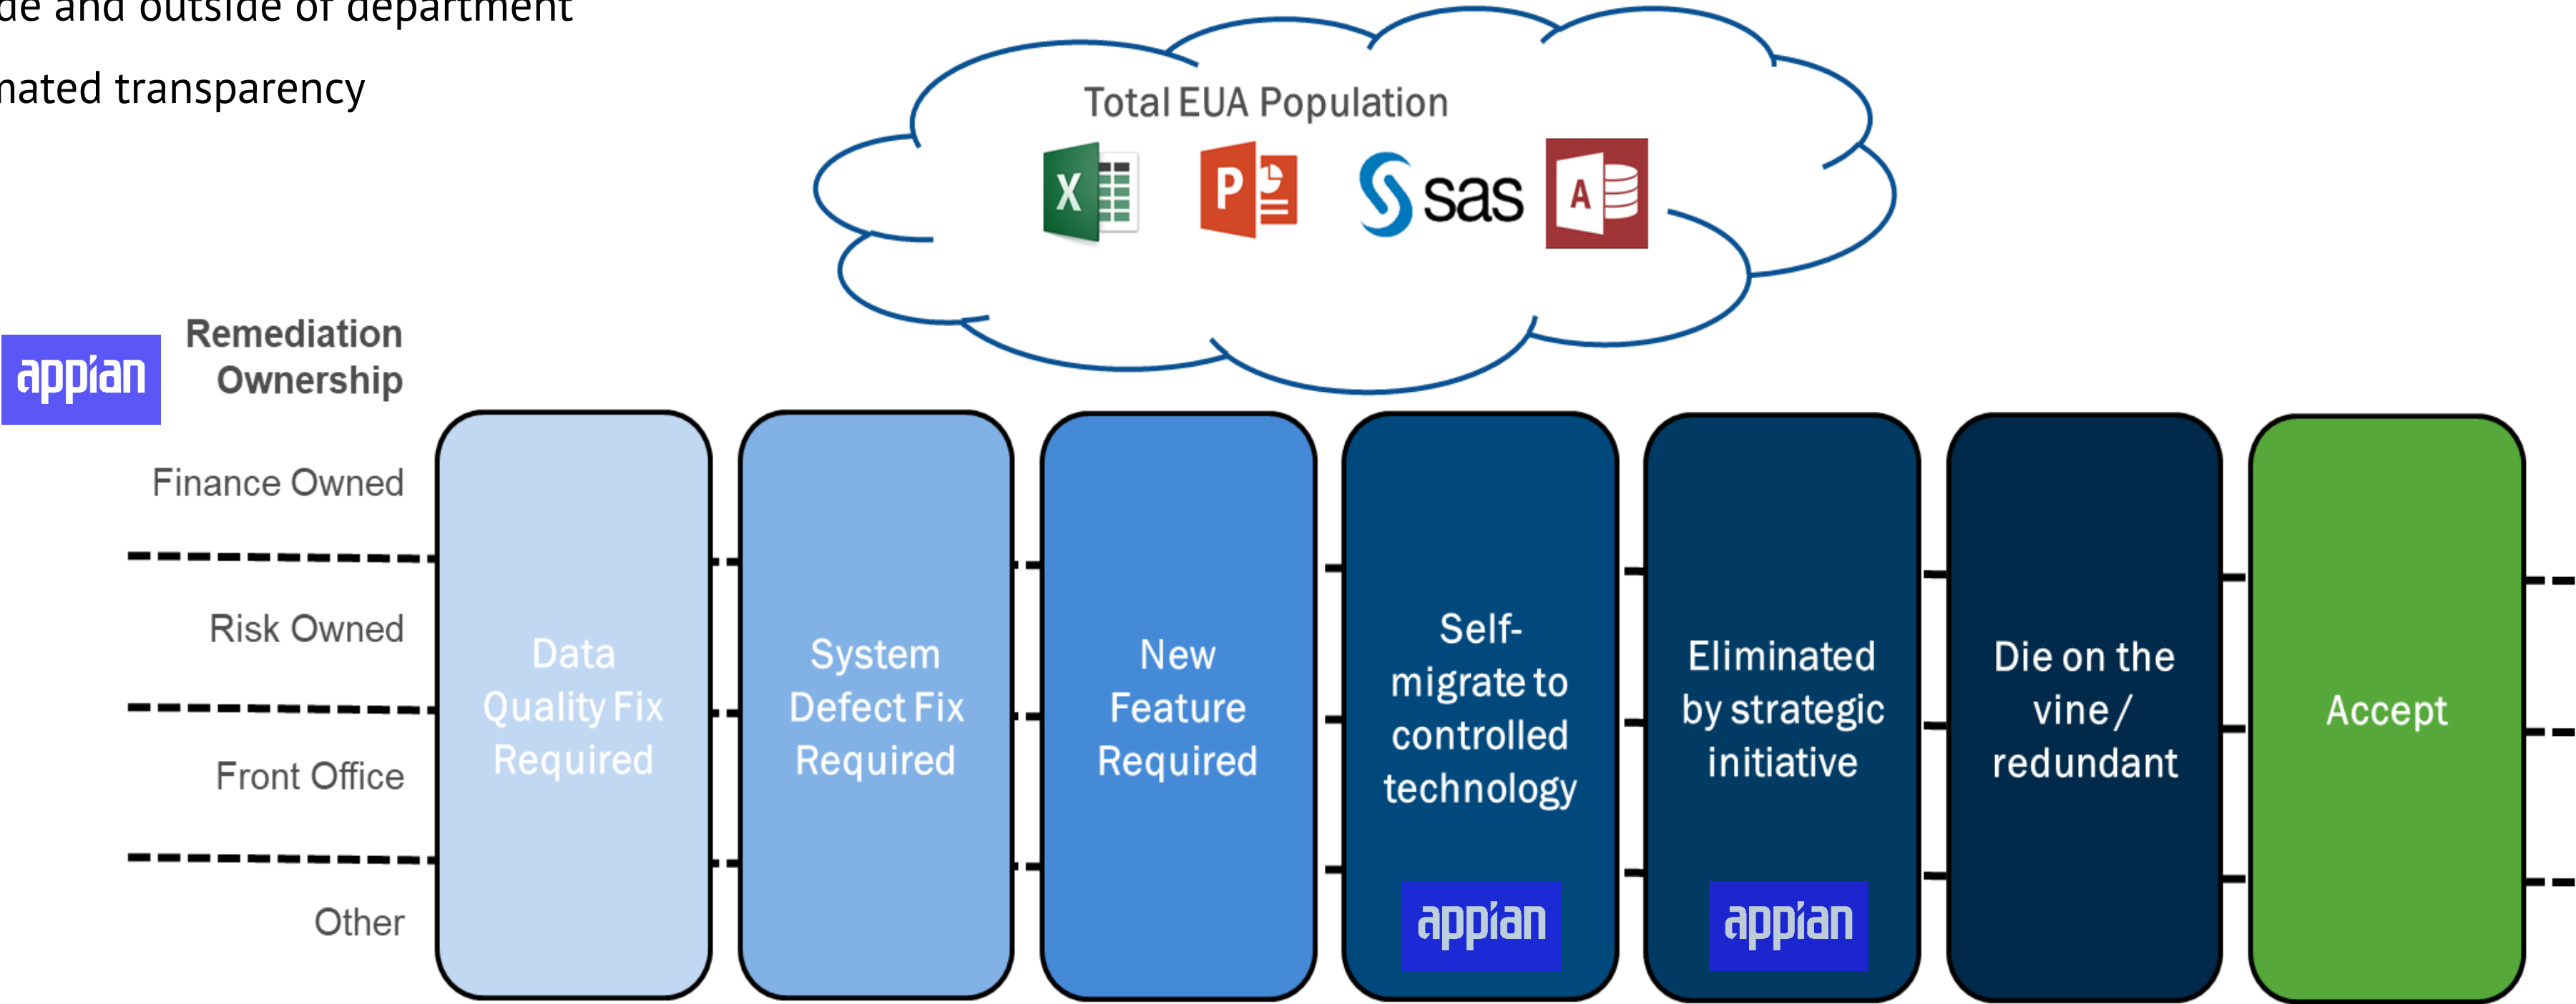 and outside of department
transparency
Total EUA Population
X
P
sas
A
appian
Remediation
Ownership
Finance Owned
Risk Owned
Front Office
Other
Data
Quality Fix
Required
System
Defect Fix
Required
New
Feature
Required
Self-
migrate to
controlled
technology
appian
Eliminated
by strategic
initiative
appian
Die on the
vine /
redundant
Accept